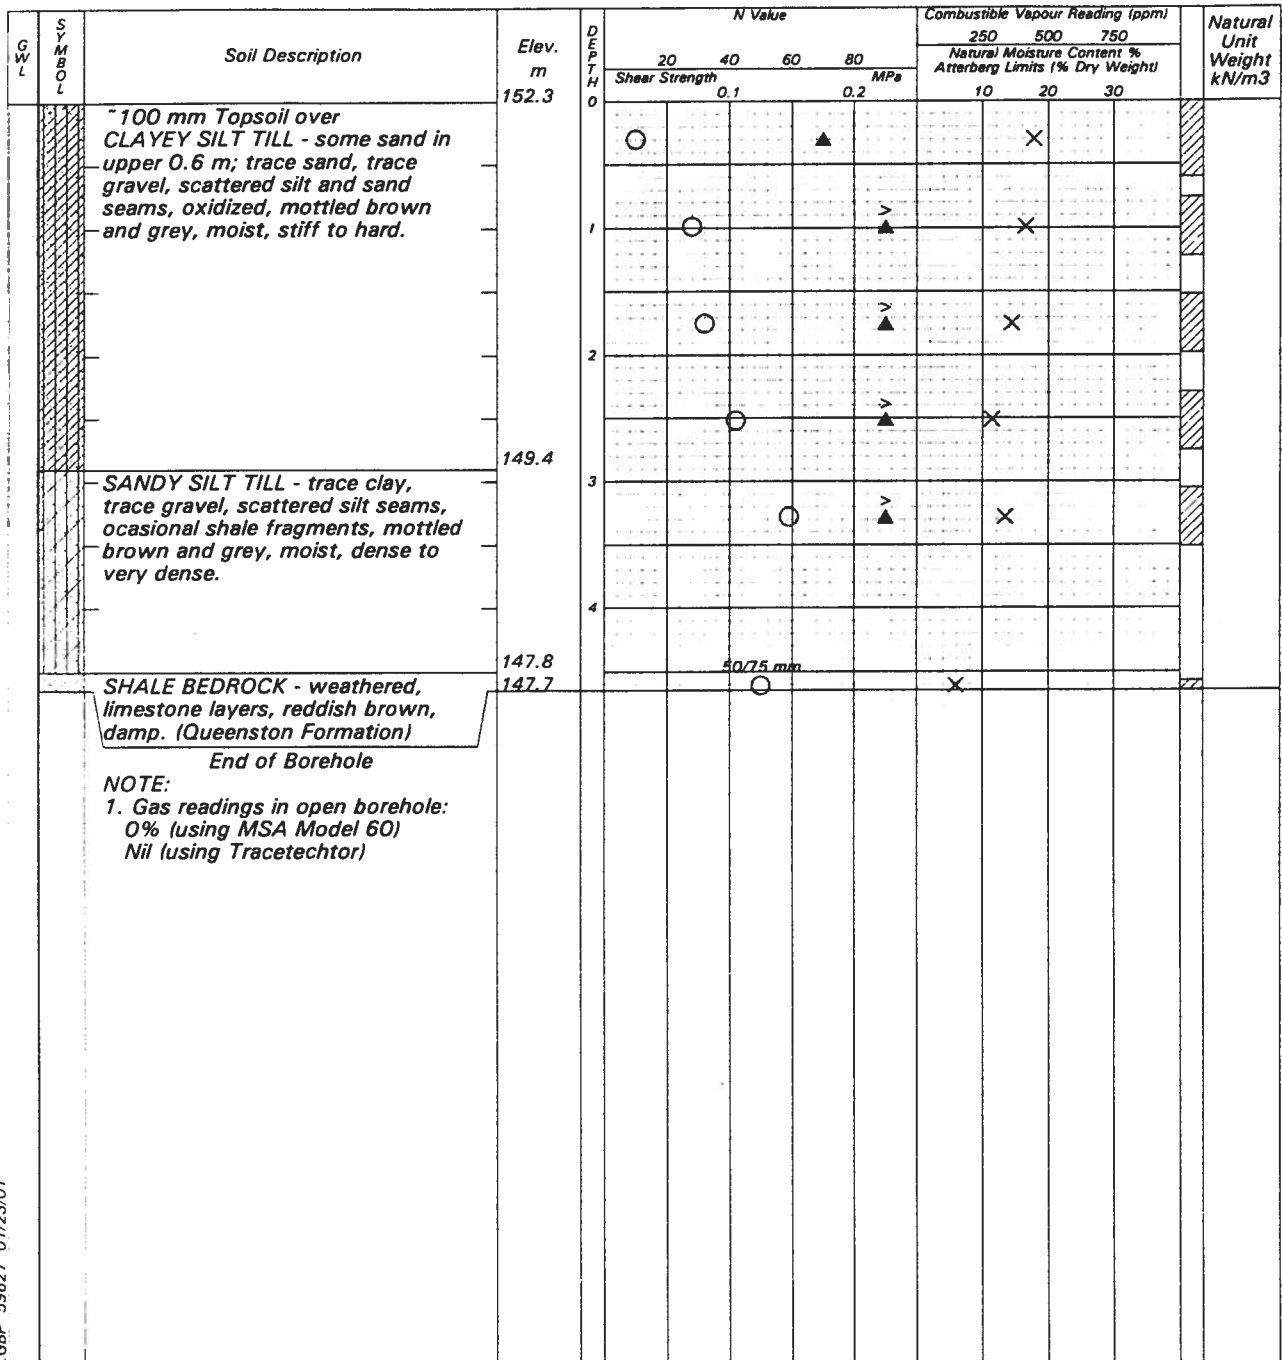 GWL
SYMBOL
Soil Description
Elev.
m
DEPTH
N Value
20 40 60 80
Shear Strength MPa
0.1 0.2
Combustible Vapour Reading (ppm)
250 500 750
Natural Moisture Content %
Atterberg Limits (% Dry Weight)
10 20 30
Natural
Unit
Weight
kN/m3
152.3
0
~100 mm Topsoil over
CLAYEY SILT TILL - some sand in
upper 0.6 m; trace sand, trace
gravel, scattered silt and sand
seams, oxidized, mottled brown
and grey, moist, stiff to hard.
1
2
149.4
3
SANDY SILT TILL - trace clay,
trace gravel, scattered silt seams,
ocasional shale fragments, mottled
brown and grey, moist, dense to
very dense.
4
147.8
50/75 mm
147.7
SHALE BEDROCK - weathered,
limestone layers, reddish brown,
damp. (Queenston Formation)
End of Borehole
NOTE:
1. Gas readings in open borehole:
0% (using MSA Model 60)
Nil (using Tracetechtor)